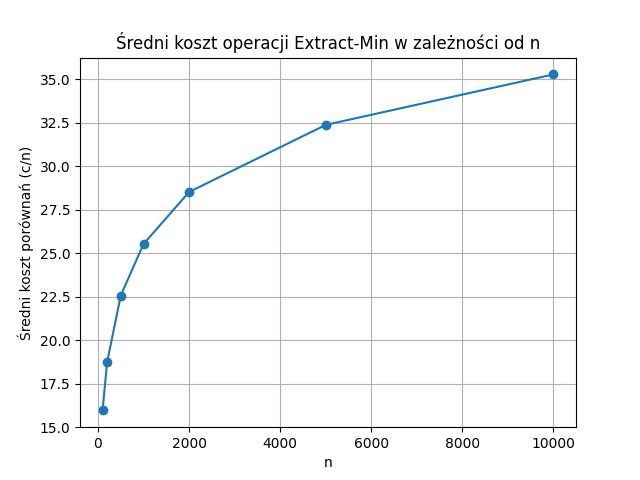 Średni koszt operacji Extract-Min w zależności od n
Średni koszt porównań (c/n)
35.0
32.5
30.0
27.5
25.0
22.5
20.0
17.5
15.0
0 2000 4000 6000 8000 10000
n